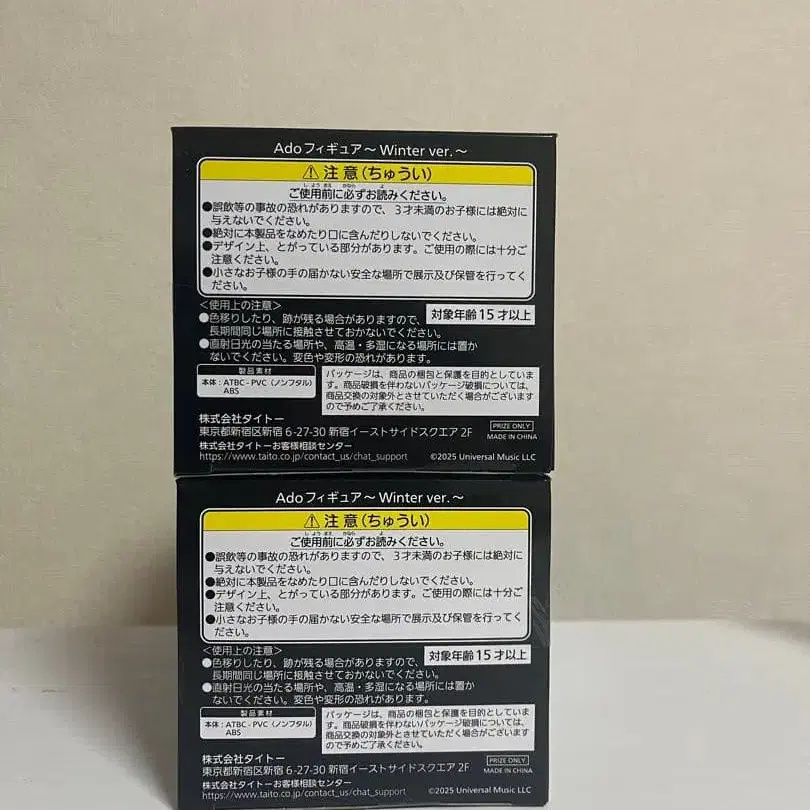 Adoフィギュア～Winter ver.～
⚠注意(ちゅうい)
しようまえ かなら よ
ご使用前に必ずお読みください。
●誤飲等の事故の恐れがありますので、3才未満のお子様には絶対に
与えないでください。
●絶対に本製品をなめたり口に含んだりしないでください。
●デザイン上、とがっている部分があります。ご使用の際には十分ご
注意ください。
●小さなお子様の手の届かない安全な場所で展示及び保管を行ってく
ださい。
＜使用上の注意＞
対象年齢15才以上
●色移りしたり、跡が残る場合がありますので、
長期間同じ場所に接触させておかないでください。
●直射日光の当たる場所や、高温・多湿になる場所には置か
ないでください。変色や変形の恐れがあります。
製品素材
本体：ATBC-PVC（ノンフタル）
ABS
パッケージは、商品の梱包と保護を目的としていま
す。商品破損を伴わないパッケージ破損については、
商品交換の対象外とさせていただく場合がございます
ので予めご了承ください。
株式会社タイトー
東京都新宿区新宿 6-27-30 新宿イーストサイドスクエア 2F
株式会社タイトーお客様相談センター
https://www.taito.co.jp/contact_us/chat_support
PRIZE ONLY
MADE IN CHINA
©2025 Universal Music LLC
Adoフィギュア～Winter ver.～
⚠注意(ちゅうい)
しようまえ かなら よ
ご使用前に必ずお読みください。
●誤飲等の事故の恐れがありますので、3才未満のお子様には絶対に
与えないでください。
●絶対に本製品をなめたり口に含んだりしないでください。
●デザイン上、とがっている部分があります。ご使用の際には十分ご
注意ください。
●小さなお子様の手の届かない安全な場所で展示及び保管を行ってく
ださい。
＜使用上の注意＞
対象年齢15才以上
●色移りしたり、跡が残る場合がありますので、
長期間同じ場所に接触させておかないでください。
●直射日光の当たる場所や、高温・多湿になる場所には置か
ないでください。変色や変形の恐れがあります。
製品素材
本体：ATBC-PVC（ノンフタル）
ABS
パッケージは、商品の梱包と保護を目的としていま
す。商品破損を伴わないパッケージ破損については、
商品交換の対象外とさせていただく場合がございます
ので予めご了承ください。
株式会社タイトー
東京都新宿区新宿 6-27-30 新宿イーストサイドスクエア 2F
株式会社タイトーお客様相談センター
https://www.taito.co.jp/contact_us/chat_support
PRIZE ONLY
MADE IN CHINA
©2025 Universal Music LLC